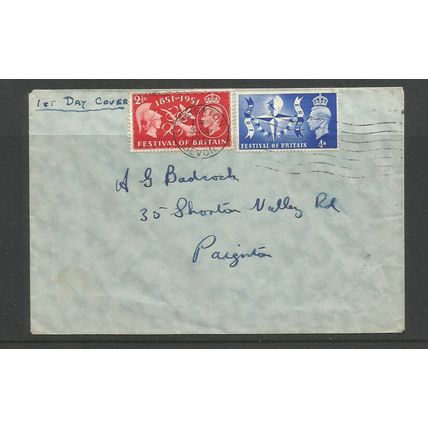 1st Day Cover
2½D
1851-1951
FESTIVAL OF BRITAIN
FESTIVAL OF BRITAIN 4D
DEVON
A G Badcock
35 Shorton Valley Rd
Paignton